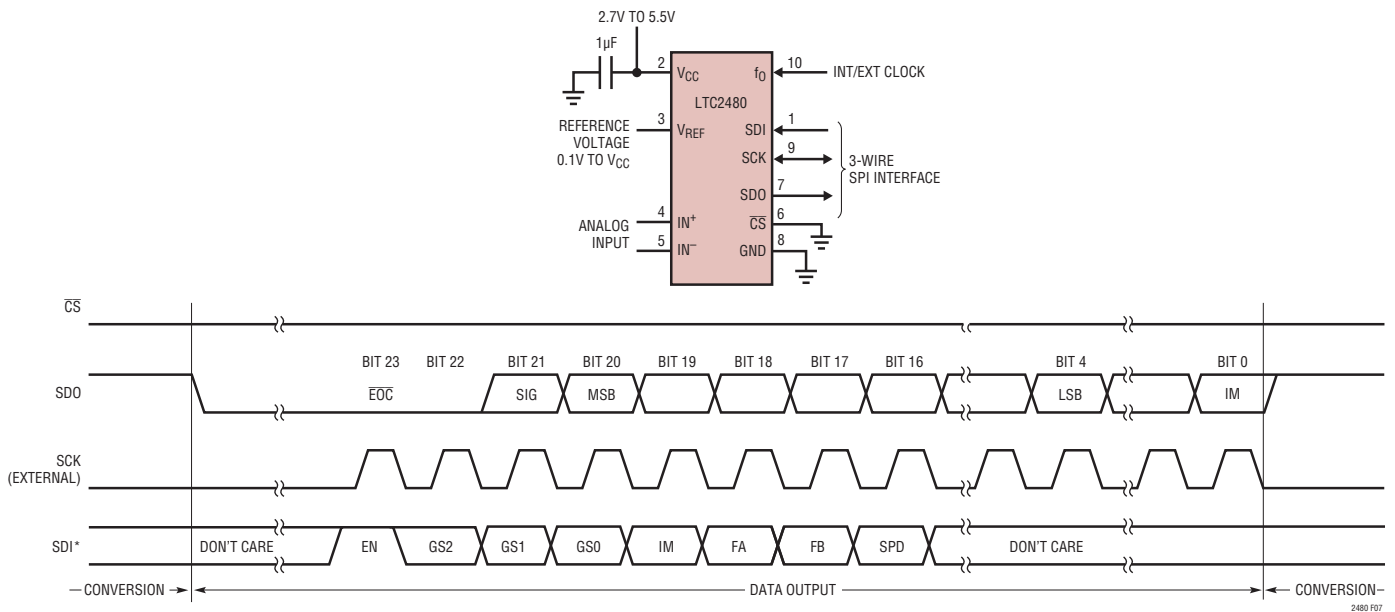 2.7V TO 5.5V
1µF
2
VCC
fO
10
INT/EXT CLOCK
LTC2480
REFERENCE
VOLTAGE
0.1V TO VCC
3
VREF
SDI
1
SCK
9
3-WIRE
SPI INTERFACE
SDO
7
ANALOG
INPUT
4
IN+
CS
6
5
IN–
GND
8
CS
BIT 23 BIT 22 BIT 21 BIT 20 BIT 19 BIT 18 BIT 17 BIT 16 BIT 4 BIT 0
SDO
EOC SIG MSB LSB IM
SCK
(EXTERNAL)
SDI* DON'T CARE EN GS2 GS1 GS0 IM FA FB SPD DON'T CARE
CONVERSION DATA OUTPUT CONVERSION
2480 F07